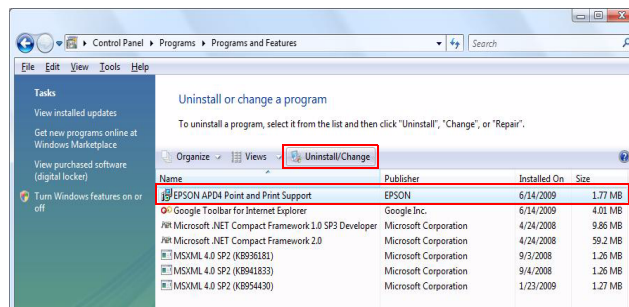 Control Panel ▸ Programs ▸ Programs and Features
Search
File Edit View Tools Help
Tasks
View installed updates
Get new programs online at
Windows Marketplace
View purchased software
(digital locker)
Turn Windows features on or
off
Uninstall or change a program
To uninstall a program, select it from the list and then click "Uninstall", "Change", or "Repair".
Organize Views Uninstall/Change
Name Publisher Installed On Size
EPSON APD4 Point and Print Support EPSON 6/14/2009 1.77 MB
Google Toolbar for Internet Explorer Google Inc. 6/14/2009 4.01 MB
Microsoft .NET Compact Framework 1.0 SP3 Developer Microsoft Corporation 4/24/2008 9.86 MB
Microsoft .NET Compact Framework 2.0 Microsoft Corporation 4/24/2008 59.2 MB
MSXML 4.0 SP2 (KB936181) Microsoft Corporation 9/3/2008 1.26 MB
MSXML 4.0 SP2 (KB941833) Microsoft Corporation 9/4/2008 1.26 MB
MSXML 4.0 SP2 (KB954430) Microsoft Corporation 1/23/2009 1.27 MB